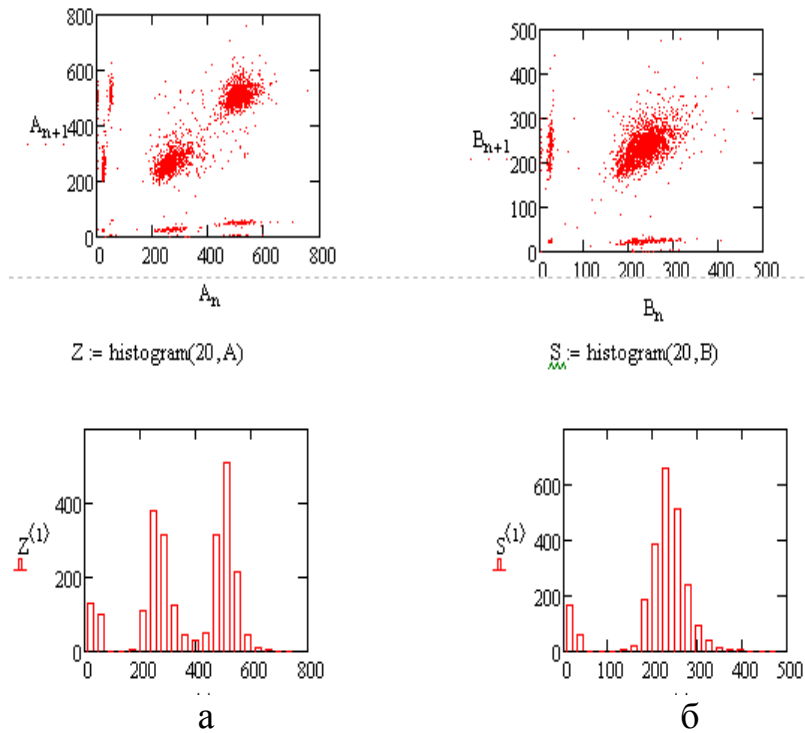 800
600
400
200
0
A_{n+1}
0 200 400 600 800
A_n
500
400
300
200
100
0
B_{n+1}
0 100 200 300 400 500
B_n
Z := histogram(20,A)
S := histogram(20,B)
400
200
0
Z^{⟨1⟩}
0 200 400 600 800
600
400
200
0
S^{⟨1⟩}
0 100 200 300 400 500
а
б